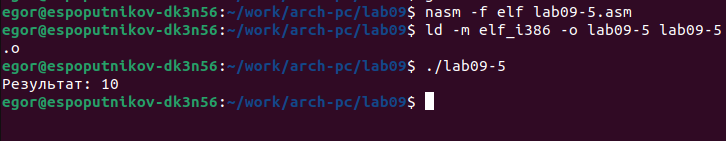 egor@espoputnikov-dk3n56:~/work/arch-pc/lab09$ nasm -f elf lab09-5.asm
egor@espoputnikov-dk3n56:~/work/arch-pc/lab09$ ld -m elf_i386 -o lab09-5 lab09-5
.o
egor@espoputnikov-dk3n56:~/work/arch-pc/lab09$ ./lab09-5
Результат: 10
egor@espoputnikov-dk3n56:~/work/arch-pc/lab09$